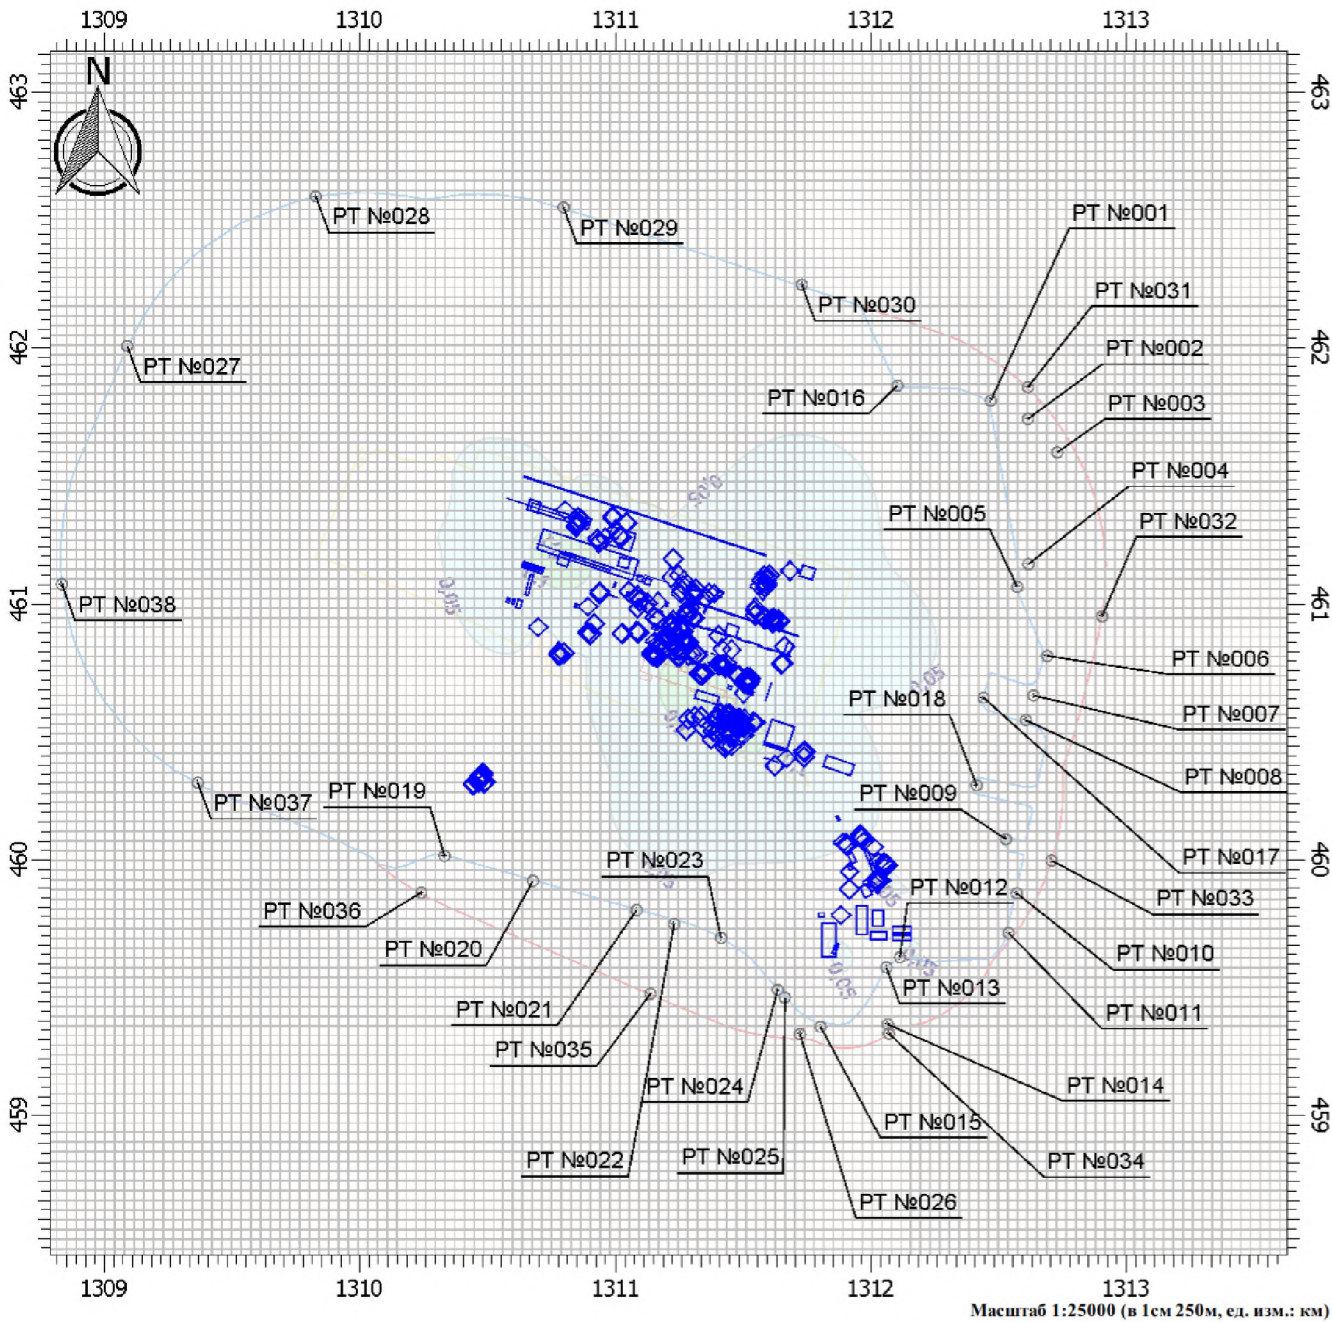 1309 1310 1311 1312 1313
N
463 463
РТ №001
РТ №028
РТ №029
РТ №031
РТ №030
462 462
РТ №002
РТ №027
РТ №016
РТ №003
0,05
РТ №004
РТ №005
РТ №032
0,05
461 461
РТ №038
РТ №006
0,05
РТ №018
РТ №007
РТ №008
РТ №019
РТ №037
РТ №009
460 460
РТ №023
РТ №017
0,05
РТ №012
РТ №033
РТ №036
РТ №020
РТ №010
0,05
0,05
РТ №013
РТ №021
РТ №011
РТ №035
РТ №024
РТ №014
459 459
РТ №015
РТ №022
РТ №025
РТ №034
РТ №026
1309 1310 1311 1312 1313
Масштаб 1:25000 (в 1см 250м, ед. изм.: км)